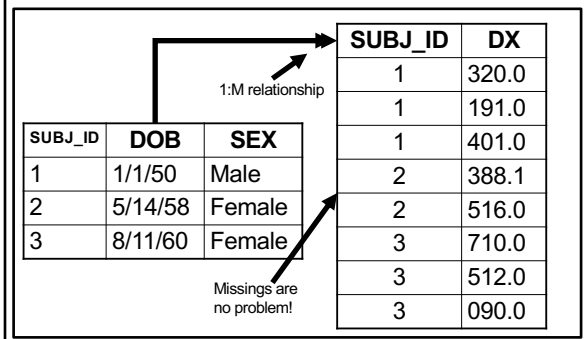 SUBJ_ID DOB SEX
1 1/1/50 Male
2 5/14/58 Female
3 8/11/60 Female
1:M relationship
Missings are
no problem!
SUBJ_ID DX
1 320.0
1 191.0
1 401.0
2 388.1
2 516.0
3 710.0
3 512.0
3 090.0